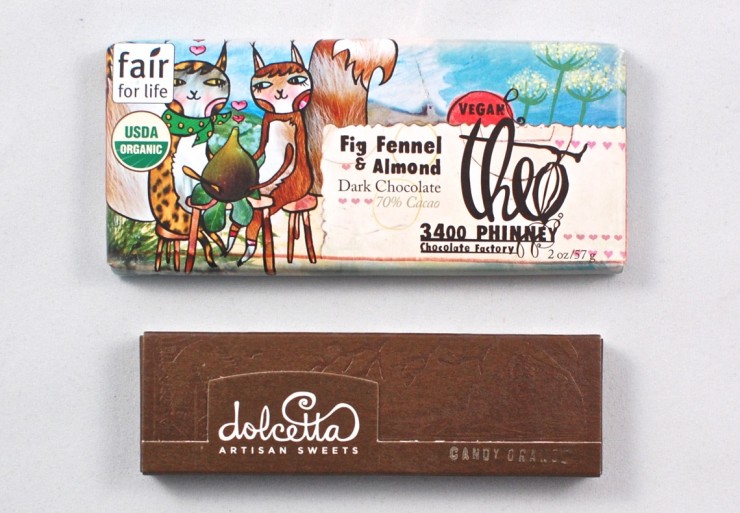 fair
for life
USDA
ORGANIC
VEGAN
theo
Fig Fennel
& Almond
Dark Chocolate
70% Cacao
3400 PHINNEY
Chocolate Factory
2 oz/57 g
dolcetta
ARTISAN SWEETS
CANDY ORANGE